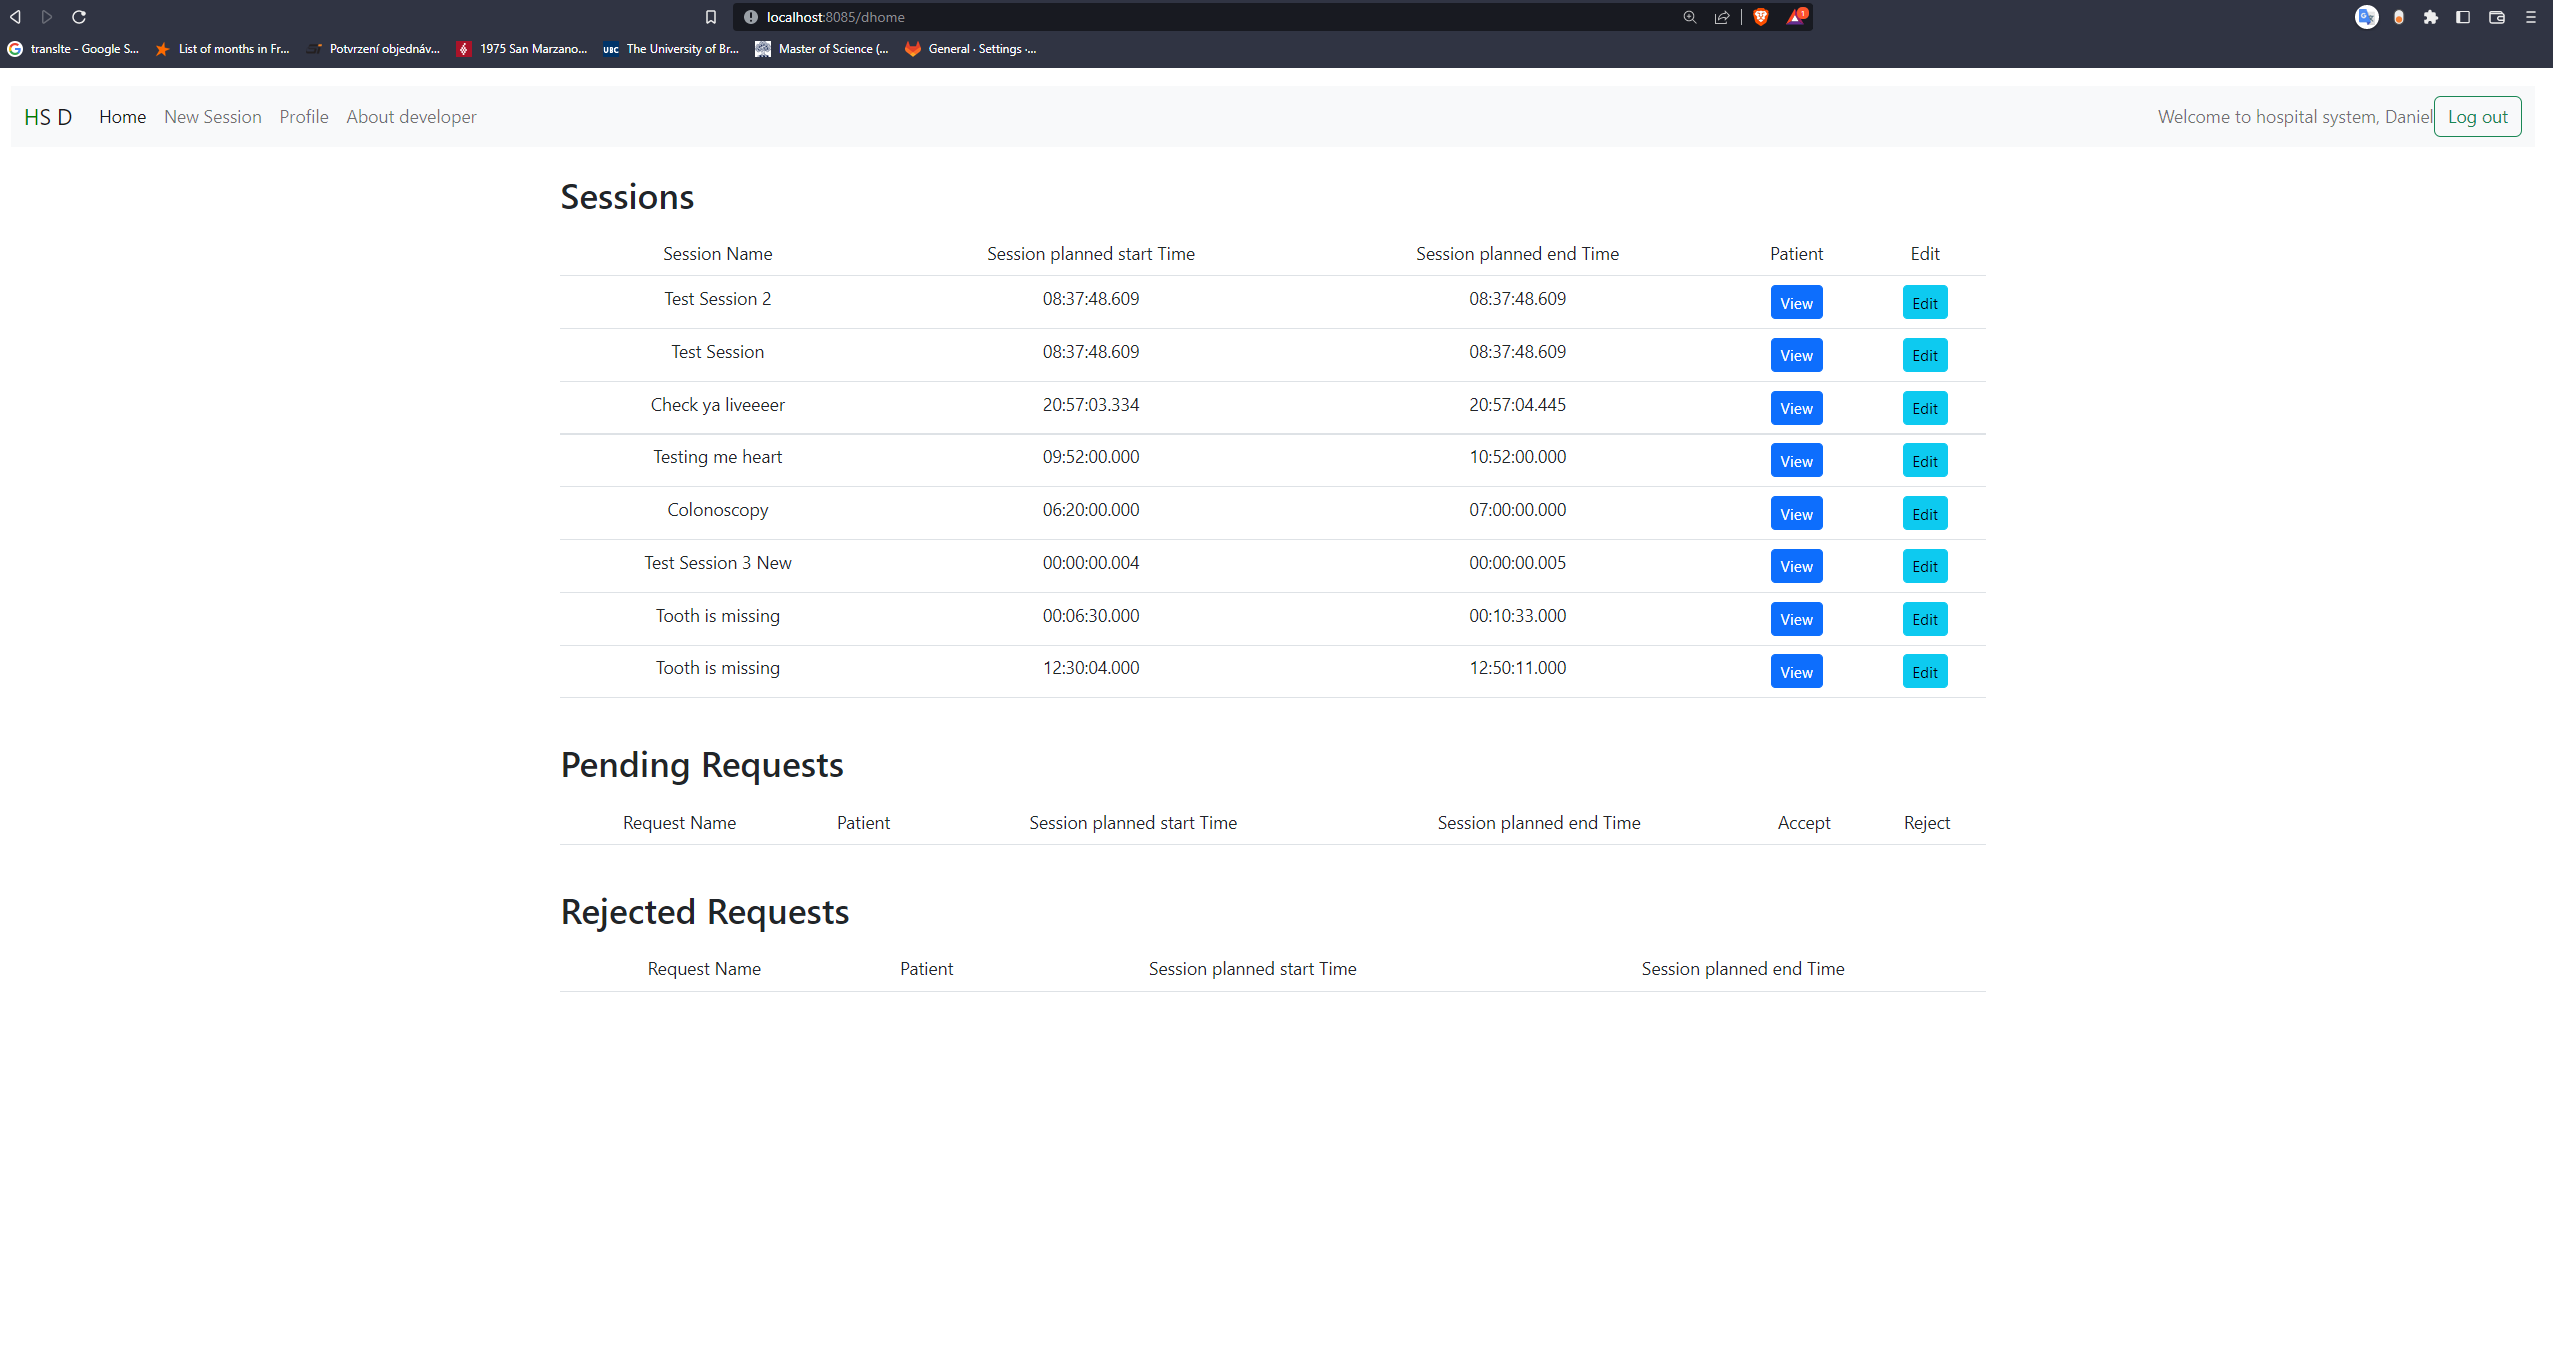 localhost:8085/dhome
1
translte - Google S... List of months in Fr... Potvrzení objednáv... 1975 San Marzano... UBC The University of Br... Master of Science (... General · Settings ·...
HS D Home New Session Profile About developer Welcome to hospital system, Daniel Log out
Sessions
Session Name Session planned start Time Session planned end Time Patient Edit
Test Session 2 08:37:48.609 08:37:48.609 View Edit
Test Session 08:37:48.609 08:37:48.609 View Edit
Check ya liveeeer 20:57:03.334 20:57:04.445 View Edit
Testing me heart 09:52:00.000 10:52:00.000 View Edit
Colonoscopy 06:20:00.000 07:00:00.000 View Edit
Test Session 3 New 00:00:00.004 00:00:00.005 View Edit
Tooth is missing 00:06:30.000 00:10:33.000 View Edit
Tooth is missing 12:30:04.000 12:50:11.000 View Edit
Pending Requests
Request Name Patient Session planned start Time Session planned end Time Accept Reject
Rejected Requests
Request Name Patient Session planned start Time Session planned end Time